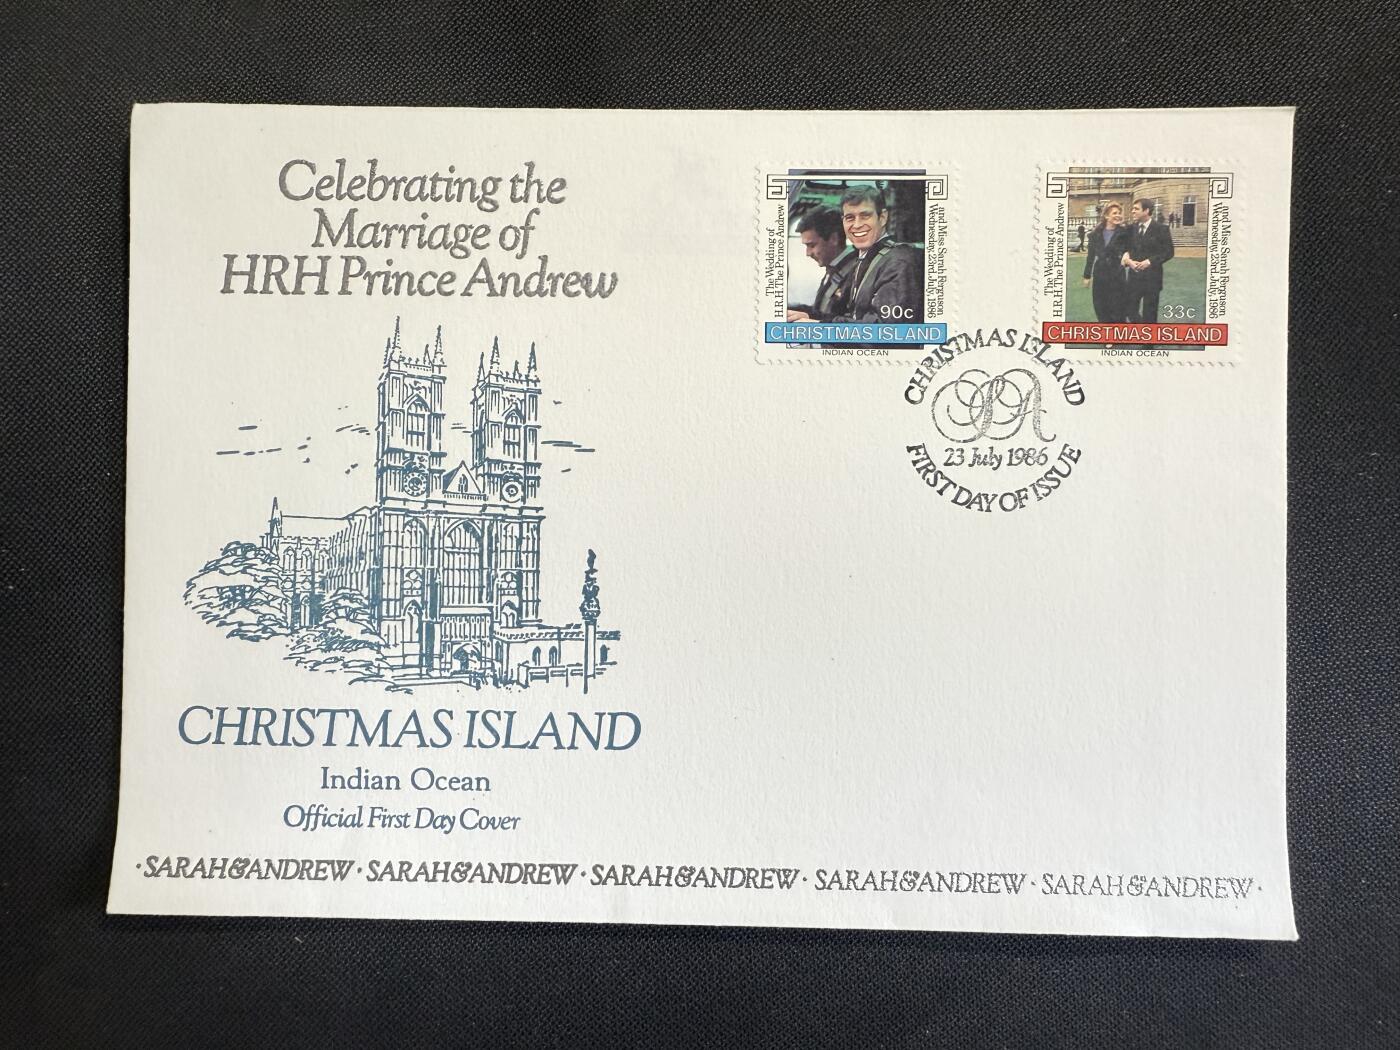 Celebrating the
Marriage of
HRH Prince Andrew
The Wedding of
H.R.H. The Prince Andrew
and Miss Sarah Ferguson
Wednesday, 23rd July, 1986
90c
CHRISTMAS ISLAND
INDIAN OCEAN
The Wedding of
H.R.H. The Prince Andrew
and Miss Sarah Ferguson
Wednesday, 23rd July, 1986
33c
CHRISTMAS ISLAND
INDIAN OCEAN
CHRISTMAS ISLAND
SA
23 July 1986
FIRST DAY OF ISSUE
CHRISTMAS ISLAND
Indian Ocean
Official First Day Cover
·SARAH&ANDREW·SARAH&ANDREW·SARAH&ANDREW·SARAH&ANDREW·SARAH&ANDREW·